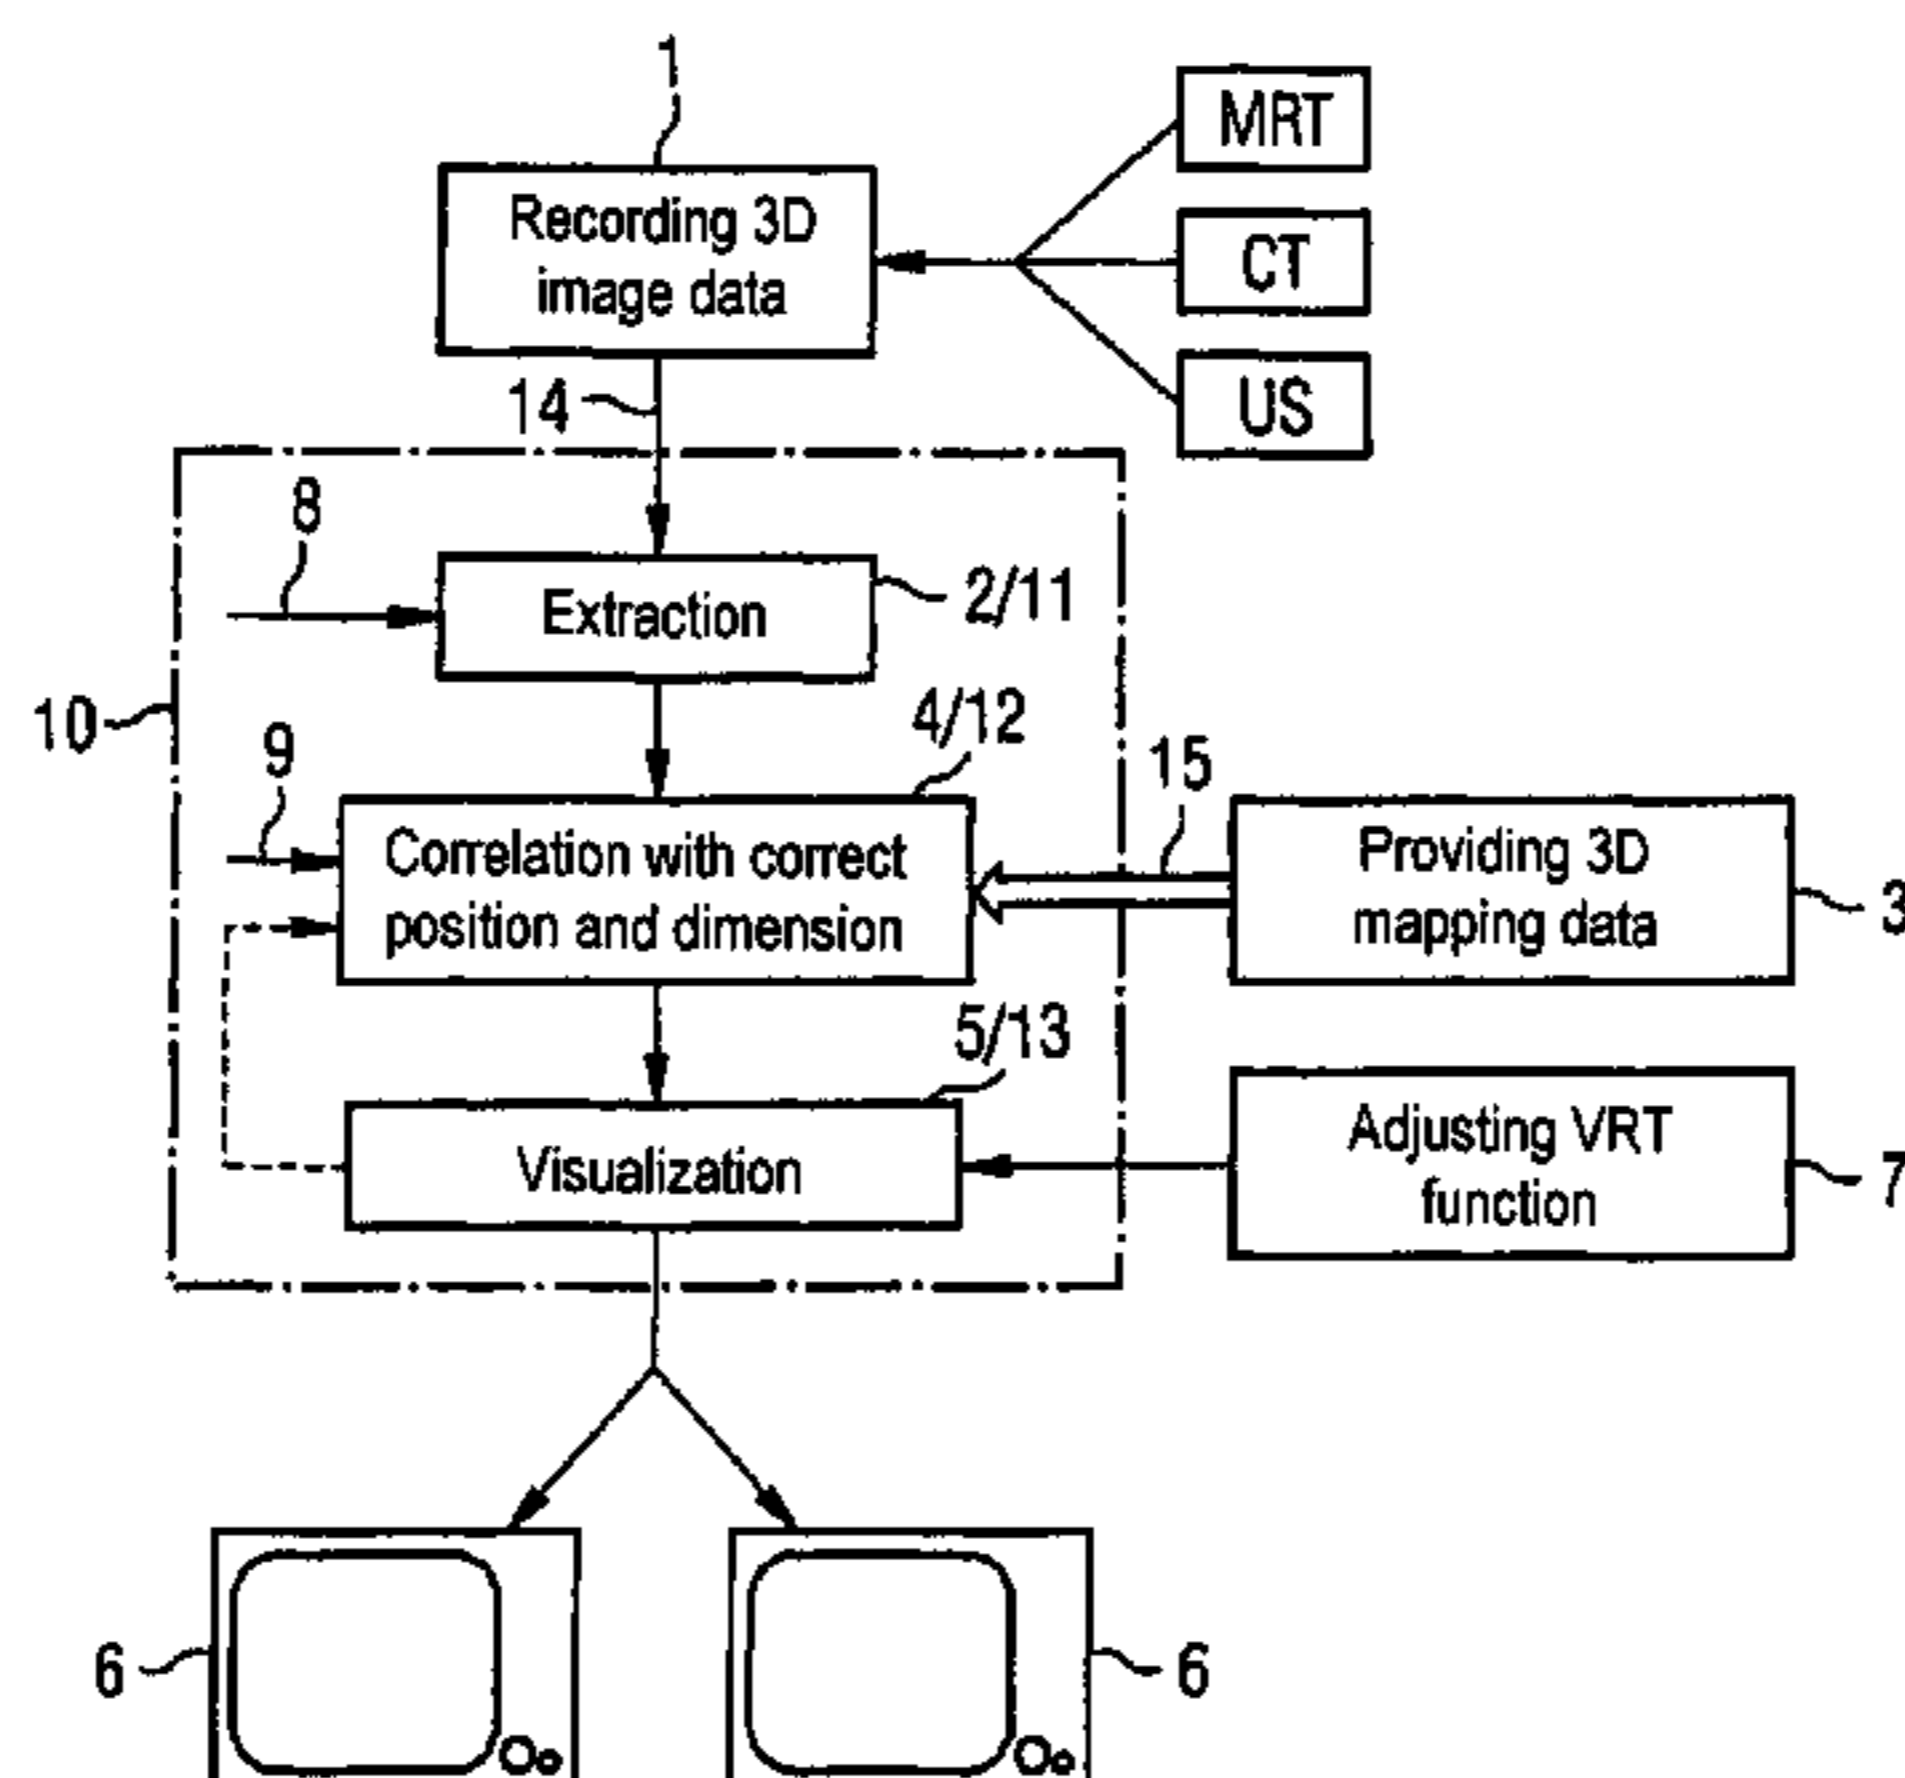 1
MRT
Recording 3D
image data
CT
US
14
8
Extraction
2/11
10
4/12
9
15
Correlation with correct
position and dimension
Providing 3D
mapping data
3
5/13
Visualization
Adjusting VRT
function
7
6
6